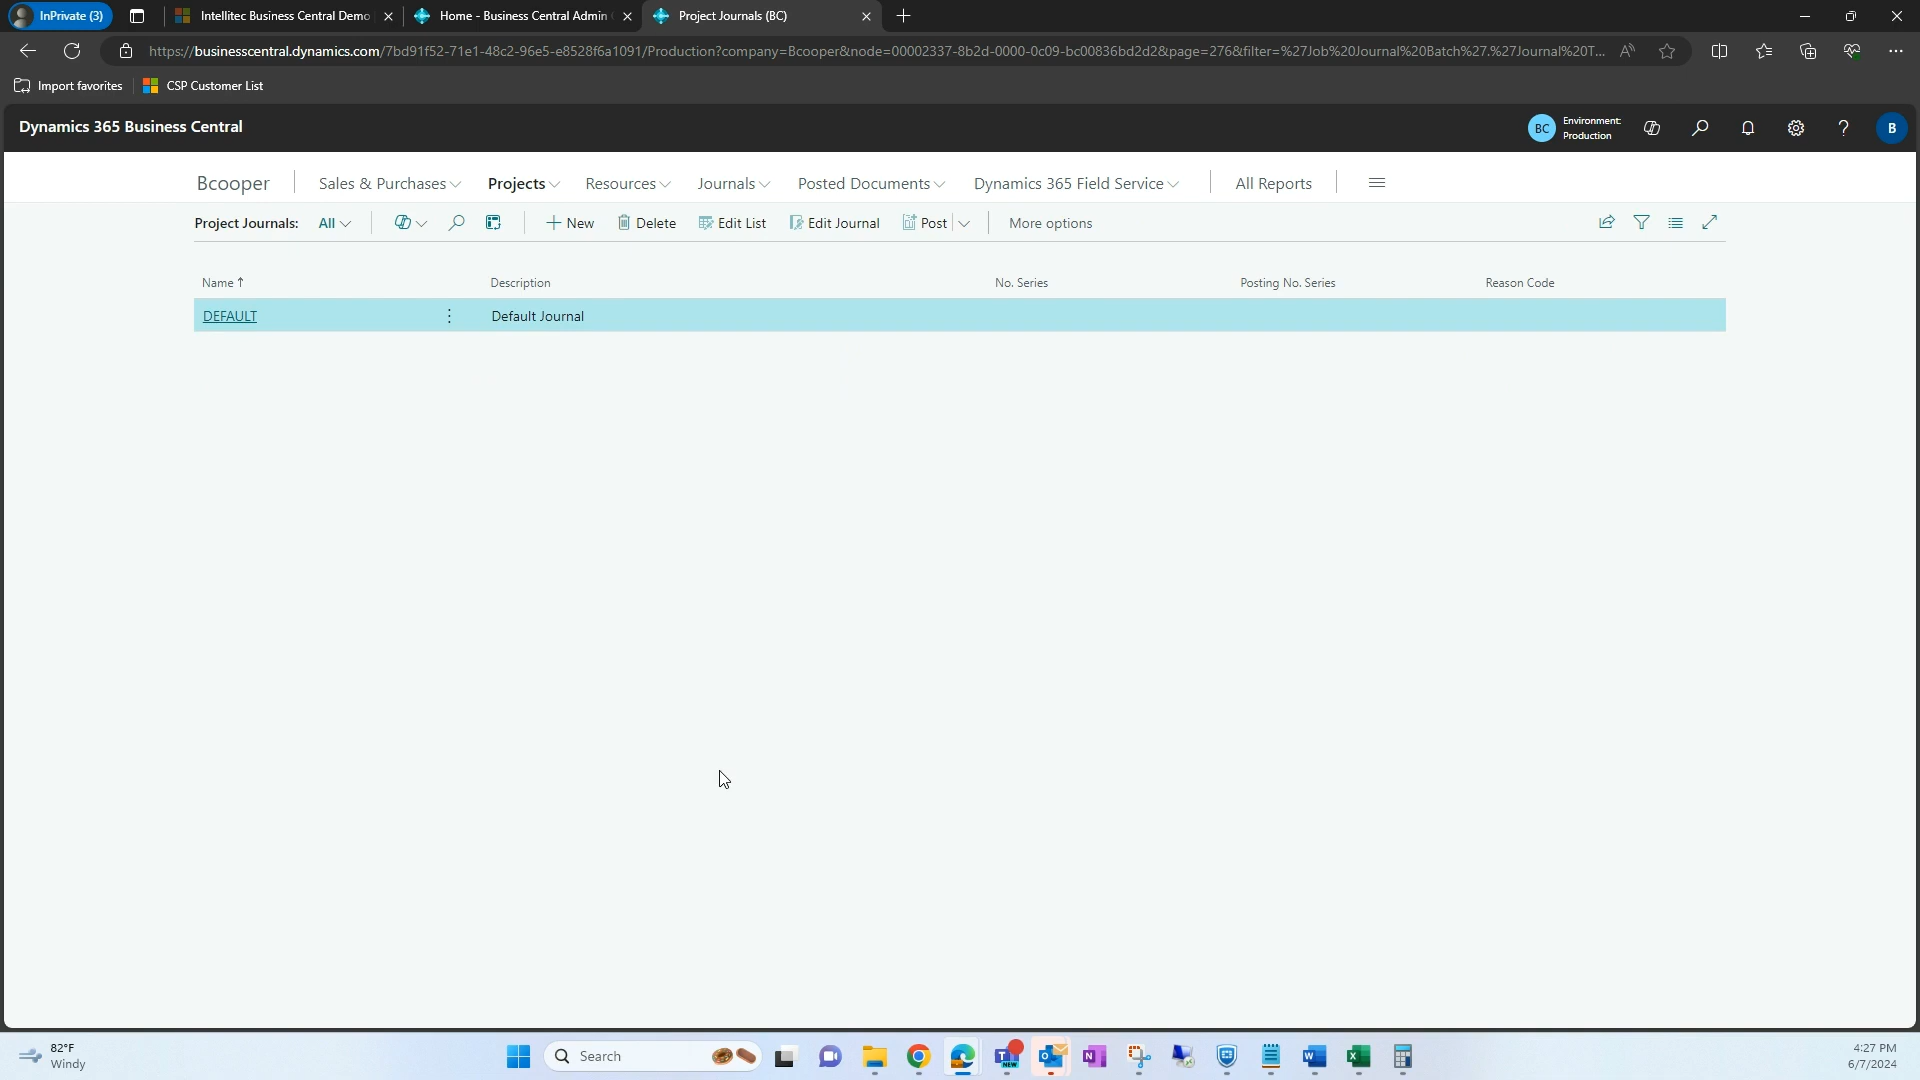 InPrivate (3)
Intellitec Business Central Demo
Home - Business Central Admin
Project Journals (BC)
https://businesscentral.dynamics.com/7bd91f52-71e1-48c2-96e5-e8528f6a1091/Production?company=Bcooper&node=00002337-8b2d-0000-0c09-bc00836bd2d2&page=276&filter=%27Job%20Journal%20Batch%27.%27Journal%20T...
Import favorites
CSP Customer List
Dynamics 365 Business Central
BC
Environment:
Production
B
Bcooper
Sales & Purchases
Projects
Resources
Journals
Posted Documents
Dynamics 365 Field Service
All Reports
Project Journals:
All
New
Delete
Edit List
Edit Journal
Post
More options
Name ↑
Description
No. Series
Posting No. Series
Reason Code
DEFAULT
Default Journal
82°F
Windy
Search
NEW
4:27 PM
6/7/2024